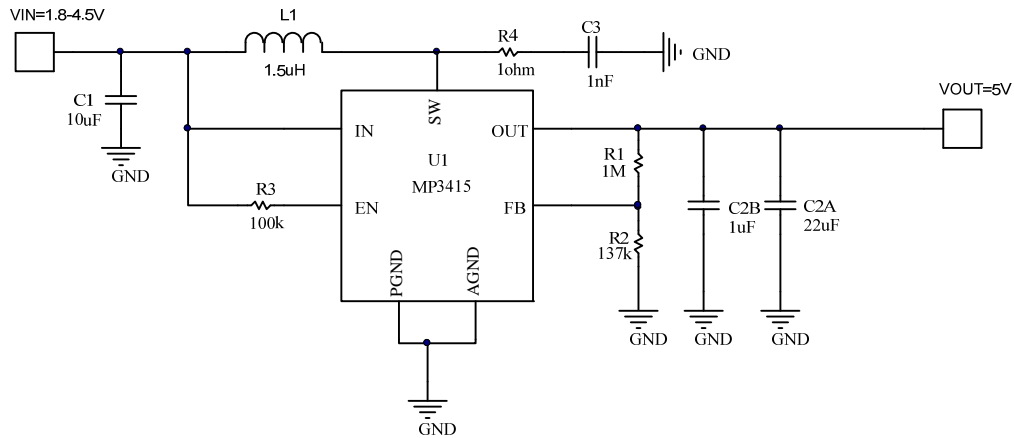 VIN=1.8-4.5V
L1
1.5uH
R4
1ohm
C3
1nF
GND
VOUT=5V
C1
10uF
GND
SW
IN
OUT
U1
MP3415
R1
1M
R3
100k
EN
FB
C2B
1uF
C2A
22uF
R2
137k
PGND
AGND
GND
GND
GND
GND